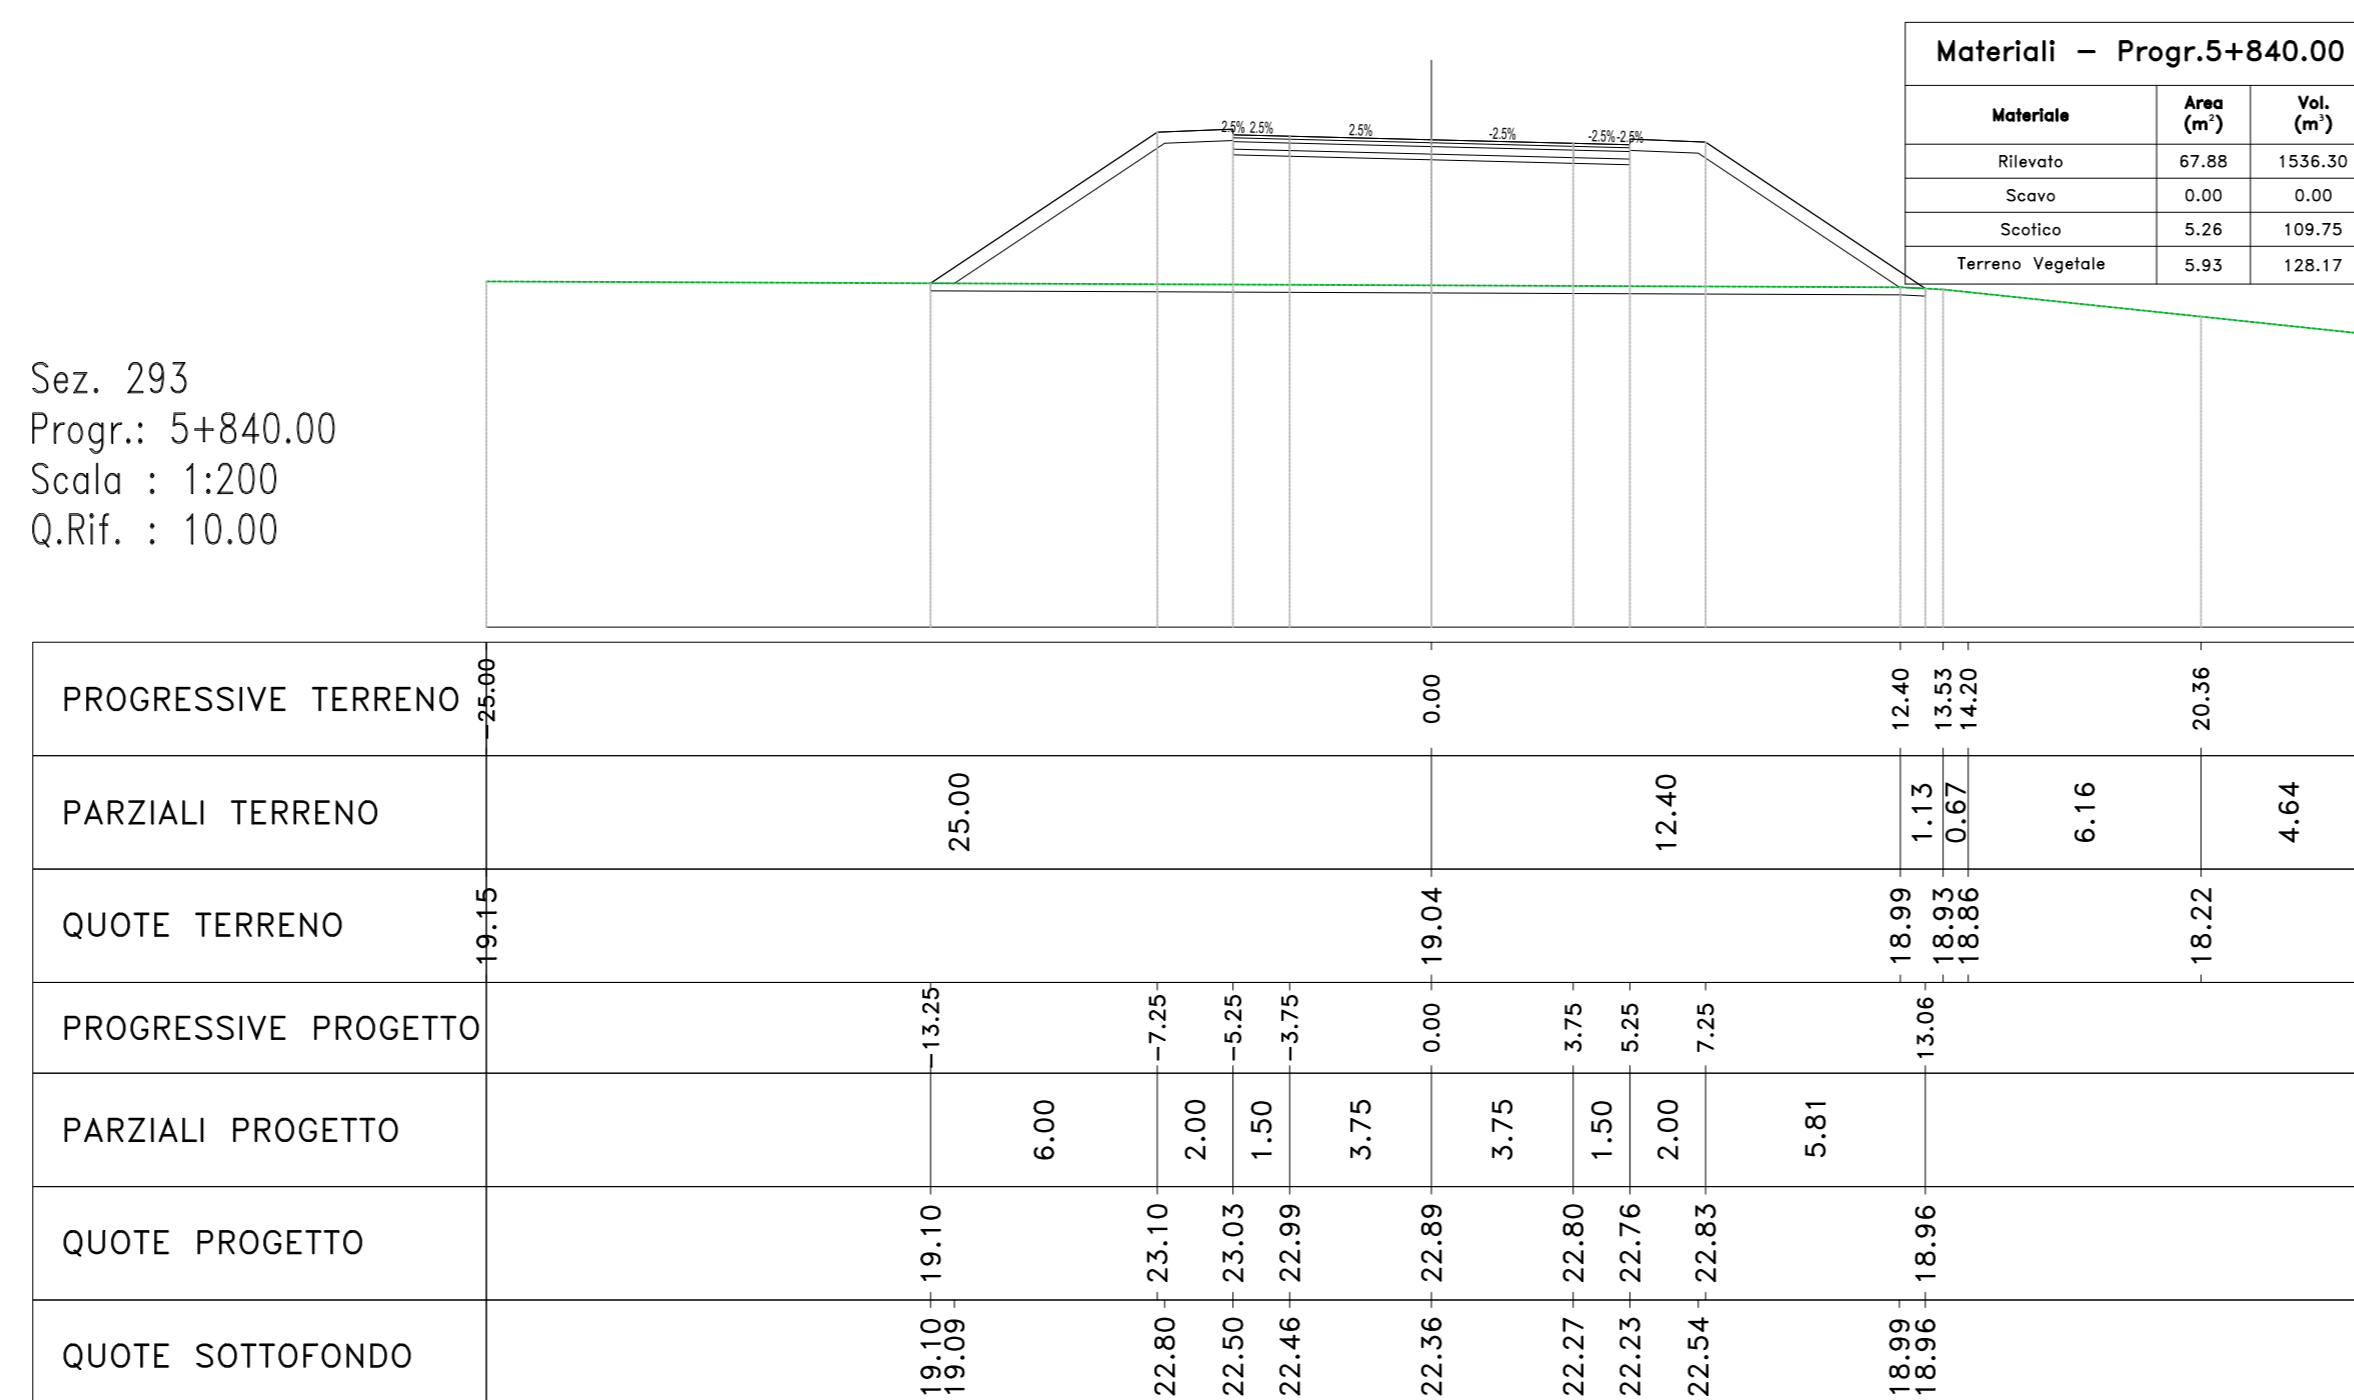 Materiali – Progr.5+840.00
Materiale Area (m²) Vol. (m³)
Rilevato 67.88 1536.30
Scavo 0.00 0.00
Scotico 5.26 109.75
Terreno Vegetale 5.93 128.17
2.5% 2.5% 2.5% -2.5% -2.5% -2.5%
Sez. 293
Progr.: 5+840.00
Scala : 1:200
Q.Rif. : 10.00
PROGRESSIVE TERRENO -25.00 0.00 12.40 13.53 14.20 20.36
PARZIALI TERRENO 25.00 12.40 1.13 0.67 6.16 4.64
QUOTE TERRENO 19.15 19.04 18.99 18.93 18.86 18.22
PROGRESSIVE PROGETTO -13.25 -7.25 -5.25 -3.75 0.00 3.75 5.25 7.25 13.06
PARZIALI PROGETTO 6.00 2.00 1.50 3.75 3.75 1.50 2.00 5.81
QUOTE PROGETTO 19.10 23.10 23.03 22.99 22.89 22.80 22.76 22.83 18.96
QUOTE SOTTOFONDO 19.10 19.09 22.80 22.50 22.46 22.36 22.27 22.23 22.54 18.99 18.96